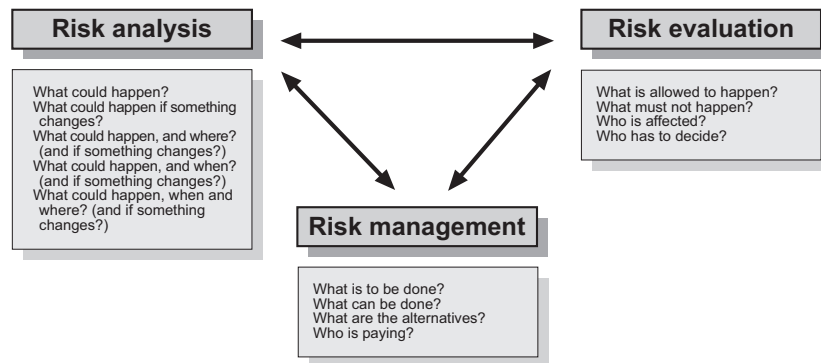 Risk analysis
What could happen?
What could happen if something
changes?
What could happen, and where?
(and if something changes?)
What could happen, and when?
(and if something changes?)
What could happen, when and
where? (and if something
changes?)
Risk evaluation
What is allowed to happen?
What must not happen?
Who is affected?
Who has to decide?
Risk management
What is to be done?
What can be done?
What are the alternatives?
Who is paying?